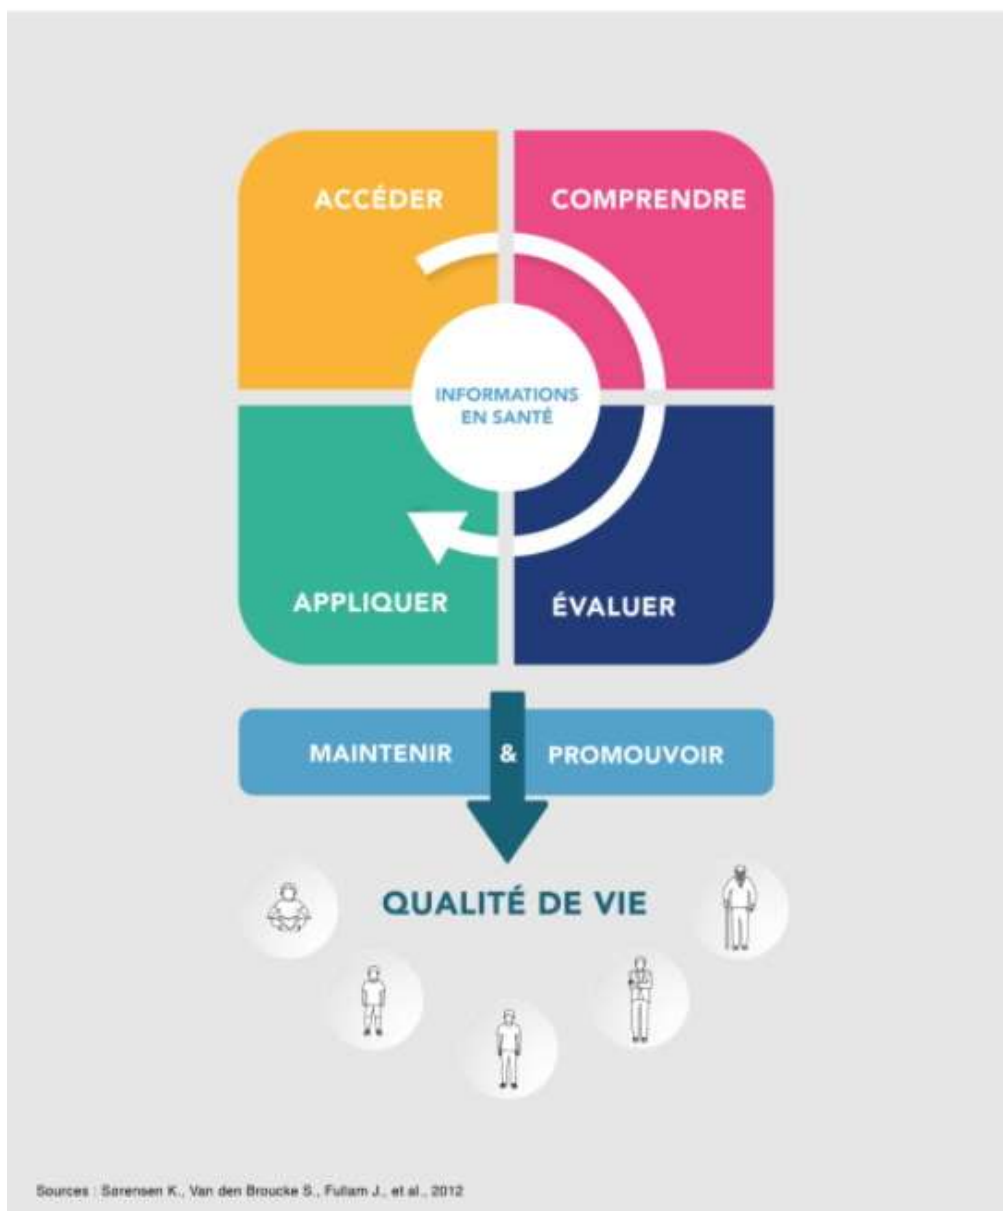 ACCÉDER
COMPRENDRE
INFORMATIONS
EN SANTÉ
APPLIQUER
ÉVALUER
MAINTENIR & PROMOUVOIR
QUALITÉ DE VIE
Sources : Sørensen K., Van den Broucke S., Fullam J., et al., 2012